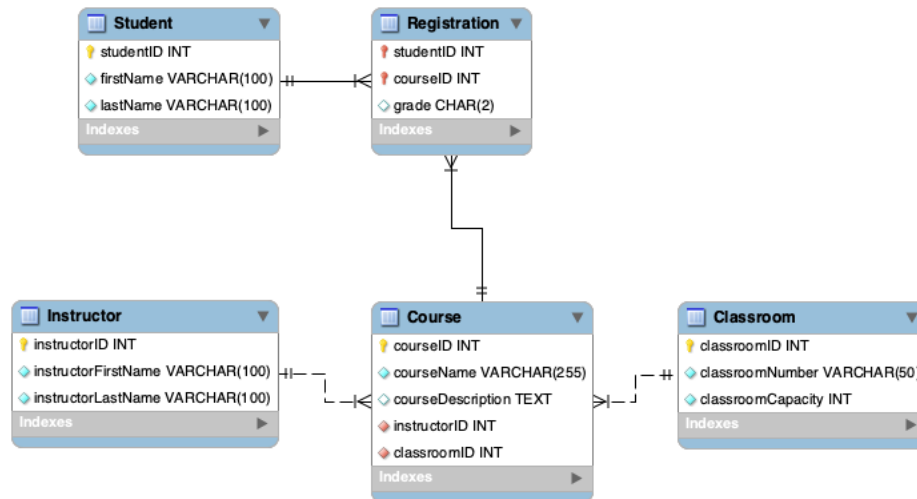 Student
studentID INT
firstName VARCHAR(100)
lastName VARCHAR(100)
Indexes
Registration
studentID INT
courseID INT
grade CHAR(2)
Indexes
Instructor
instructorID INT
instructorFirstName VARCHAR(100)
instructorLastName VARCHAR(100)
Indexes
Course
courseID INT
courseName VARCHAR(255)
courseDescription TEXT
instructorID INT
classroomID INT
Indexes
Classroom
classroomID INT
classroomNumber VARCHAR(50)
classroomCapacity INT
Indexes